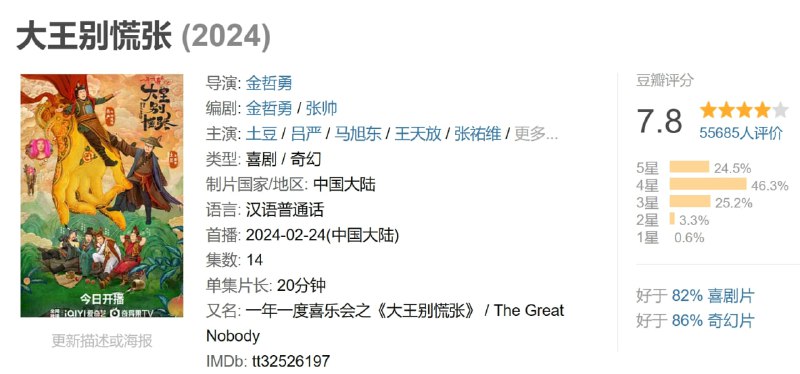 大王别慌张 (2024)
大王别慌张
今日开播
iQIYI爱奇艺 奇异果TV
更新描述或海报
导演: 金哲勇
编剧: 金哲勇 / 张帅
主演: 土豆 / 吕严 / 马旭东 / 王天放 / 张祐维 / 更多...
类型: 喜剧 / 奇幻
制片国家/地区: 中国大陆
语言: 汉语普通话
首播: 2024-02-24(中国大陆)
集数: 14
单集片长: 20分钟
又名: 一年一度喜乐会之《大王别慌张》 / The Great
Nobody
IMDb: tt32526197
豆瓣评分
7.8
55685人评价
5星 24.5%
4星 46.3%
3星 25.2%
2星 3.3%
1星 0.6%
好于 82% 喜剧片
好于 86% 奇幻片